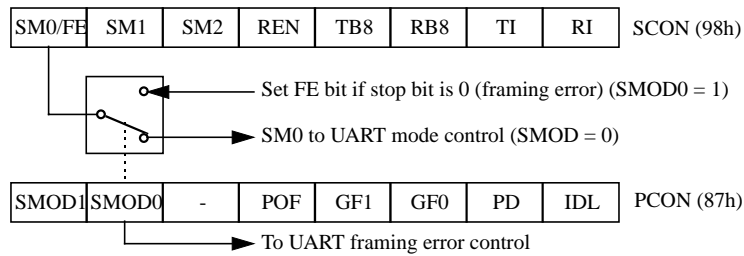 SM0/FE SM1 SM2 REN TB8 RB8 TI RI SCON (98h)
Set FE bit if stop bit is 0 (framing error) (SMOD0 = 1)
SM0 to UART mode control (SMOD = 0)
SMOD1 SMOD0 - POF GF1 GF0 PD IDL PCON (87h)
To UART framing error control